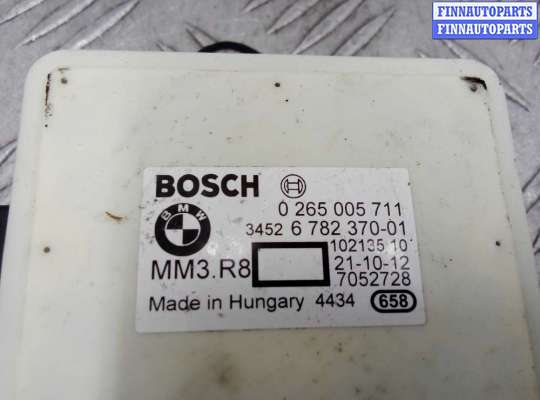 FINNAUTOPARTS
FINNAUTOPARTS
BOSCH
0 265 005 711
BMW
3452 6 782 370-01
102135.10
MM3.R8
21-10-12
7052728
Made in Hungary 4434 658